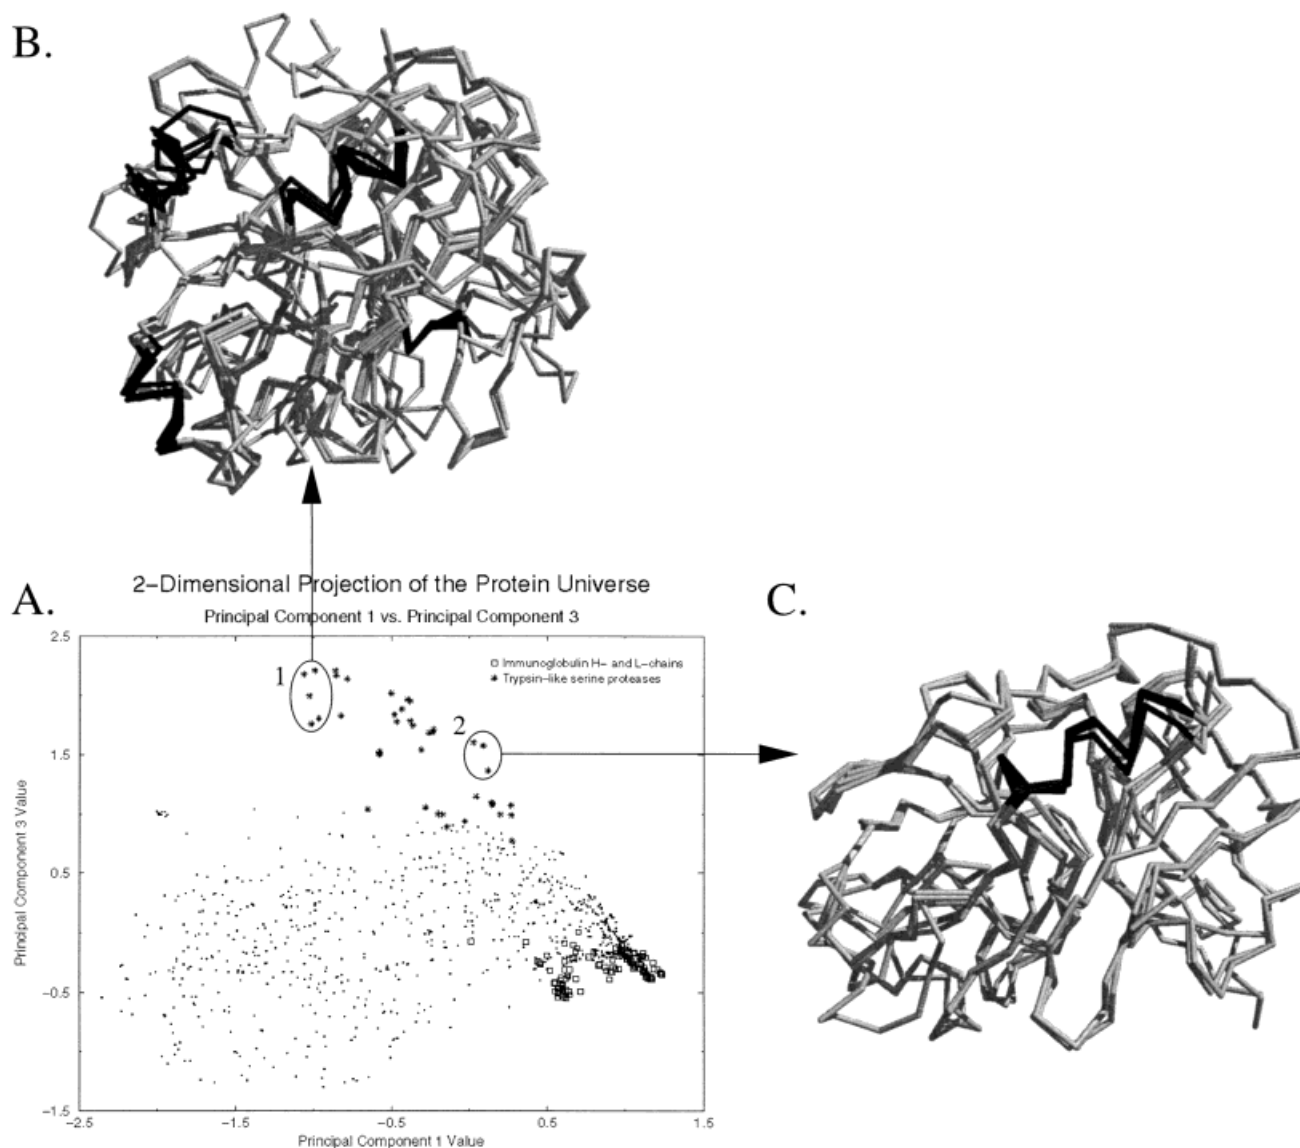 B.
A.
2-Dimensional Projection of the Protein Universe
C.
Principal Component 1 vs. Principal Component 3
2.5
1.5
0.5
-0.5
-1.5
Principal Component 3 Value
1
2
Immunoglobulin H- and L-chains
Trypsin-like serine proteases
-2.5
-1.5
-0.5
0.5
1.5
Principal Component 1 Value